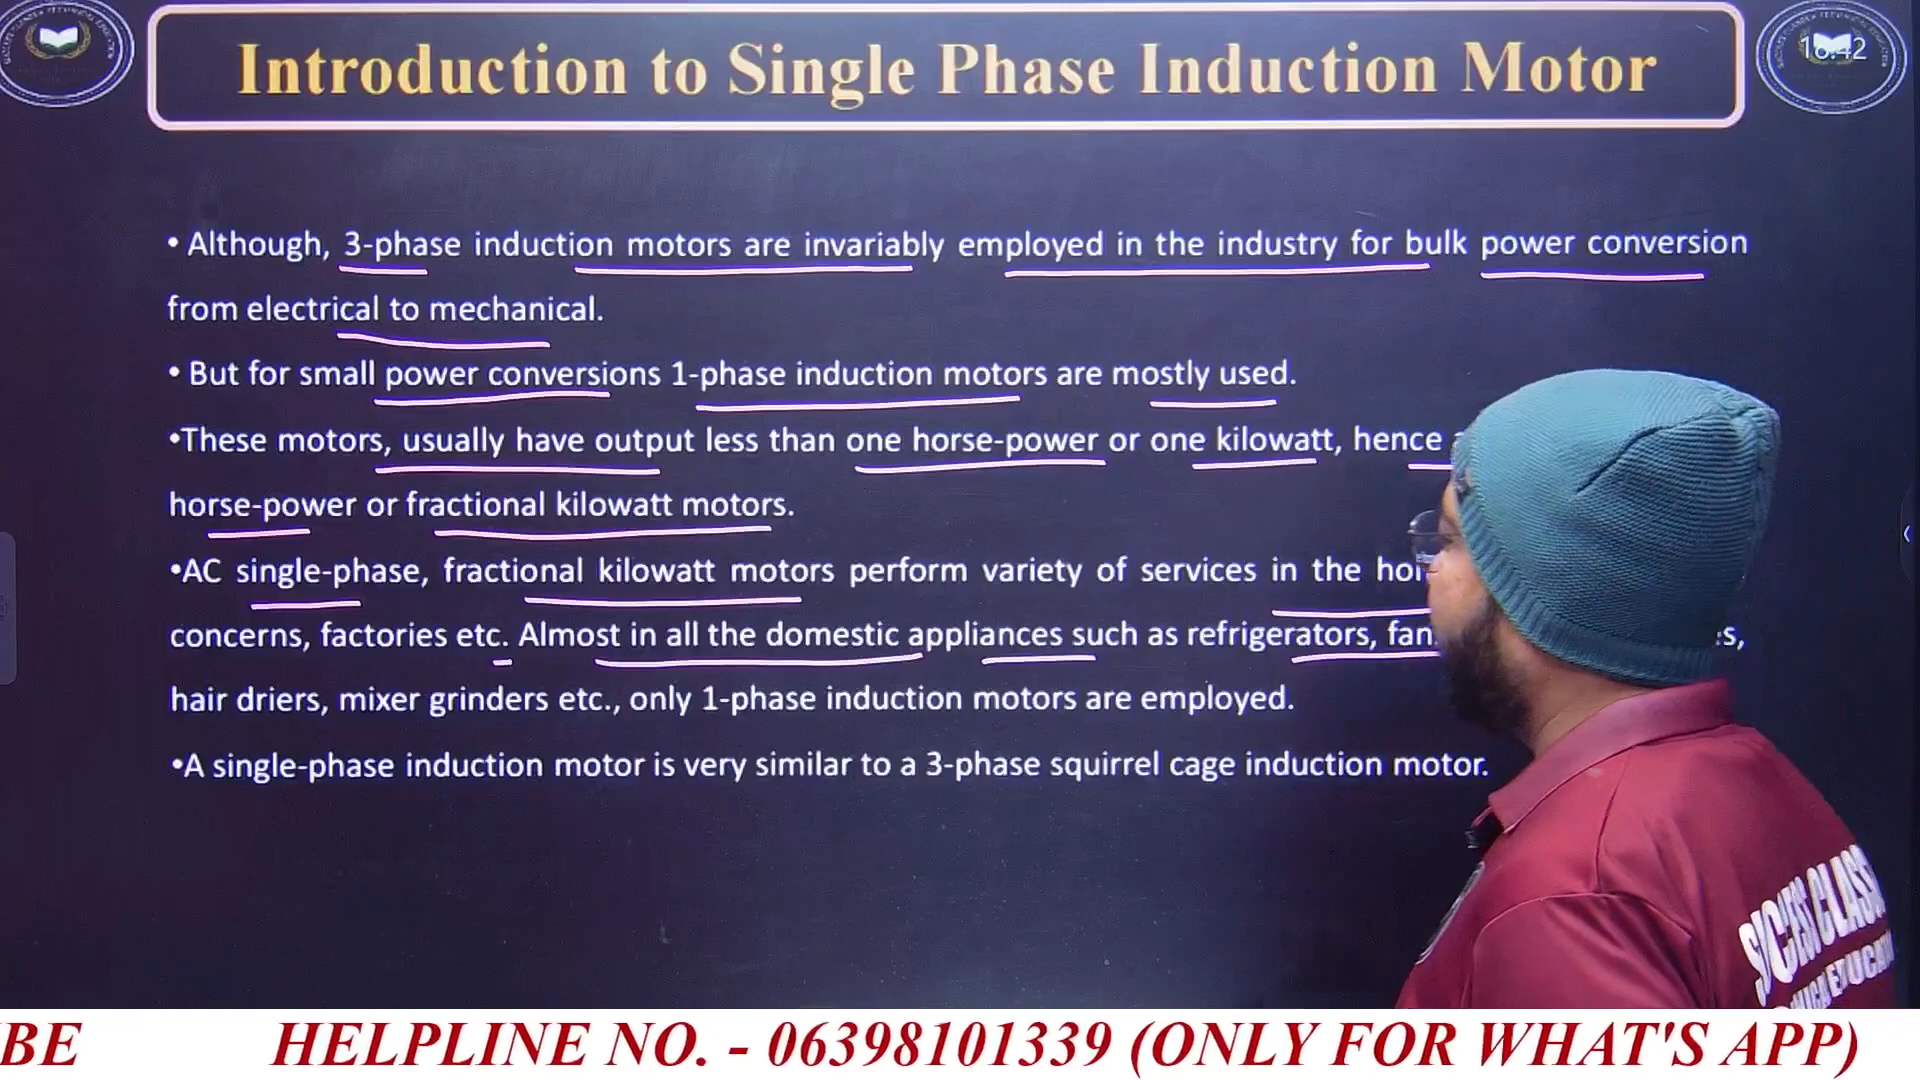 Introduction to Single Phase Induction Motor
16:42
• Although, 3-phase induction motors are invariably employed in the industry for bulk power conversion
from electrical to mechanical.
• But for small power conversions 1-phase induction motors are mostly used.
•These motors, usually have output less than one horse-power or one kilowatt, hence
horse-power or fractional kilowatt motors.
•AC single-phase, fractional kilowatt motors perform variety of services in the
concerns, factories etc. Almost in all the domestic appliances such as refrigerators,
hair driers, mixer grinders etc., only 1-phase induction motors are employed.
•A single-phase induction motor is very similar to a 3-phase squirrel cage induction motor.
HELPLINE NO. - 06398101339 (ONLY FOR WHAT'S APP)